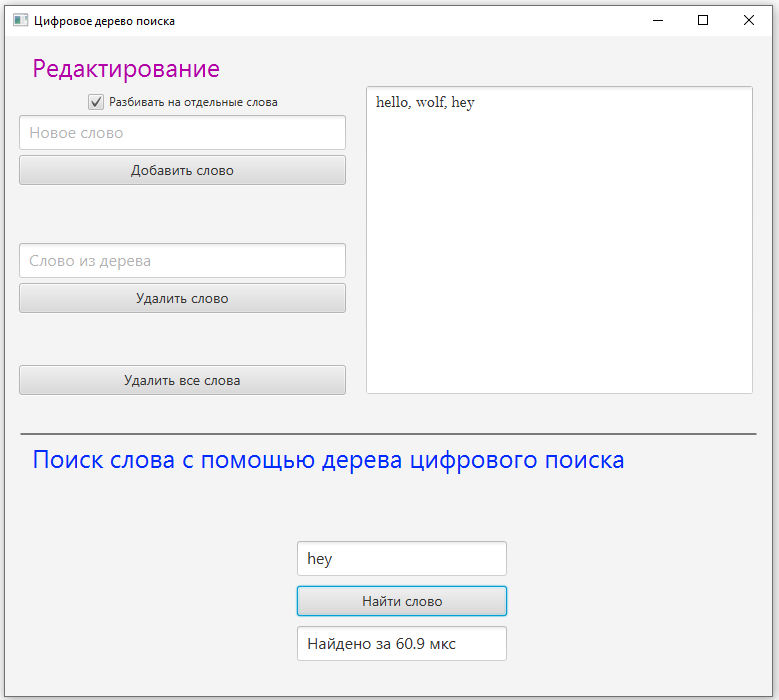 Цифровое дерево поиска
Редактирование
Разбивать на отдельные слова
Новое слово
Добавить слово
Слово из дерева
Удалить слово
Удалить все слова
hello, wolf, hey
Поиск слова с помощью дерева цифрового поиска
hey
Найти слово
Найдено за 60.9 мкс